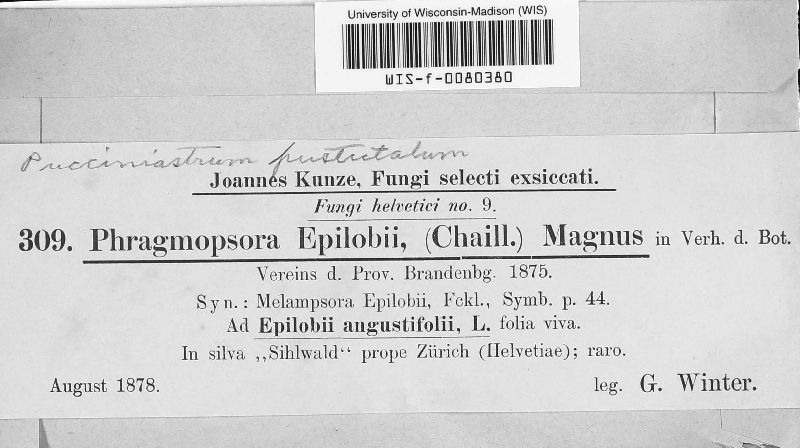 University of Wisconsin-Madison (WIS)
WIS-f-0080380
Pucciniastrum pustulatum
Joannes Kunze, Fungi selecti exsiccati.
Fungi helvetici no. 9.
309. Phragmopsora Epilobii, (Chaill.) Magnus in Verh. d. Bot.
Vereins d. Prov. Brandenbg. 1875.
Syn.: Melampsora Epilobii, Fckl., Symb. p. 44.
Ad Epilobii angustifolii, L. folia viva.
In silva „Sihlwald“ prope Zürich (Helvetiae); raro.
August 1878. leg. G. Winter.